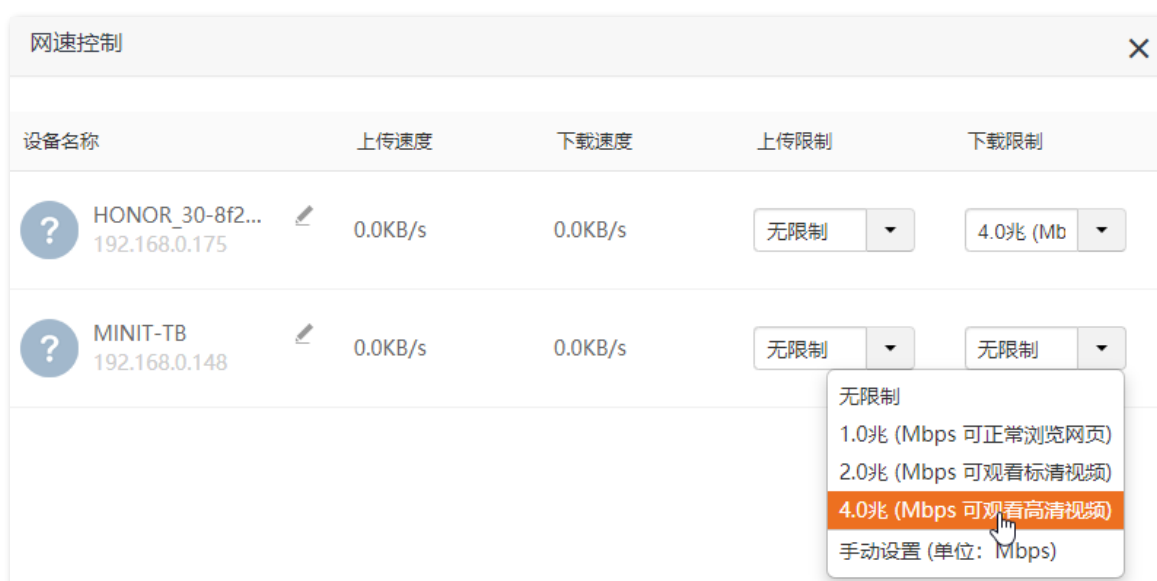 网速控制
设备名称 上传速度 下载速度 上传限制 下载限制
HONOR_30-8f2...
192.168.0.175
0.0KB/s 0.0KB/s 无限制 4.0兆 (Mb
MINIT-TB
192.168.0.148
0.0KB/s 0.0KB/s 无限制 无限制
无限制
1.0兆 (Mbps 可正常浏览网页)
2.0兆 (Mbps 可观看标清视频)
4.0兆 (Mbps 可观看高清视频)
手动设置 (单位：Mbps)